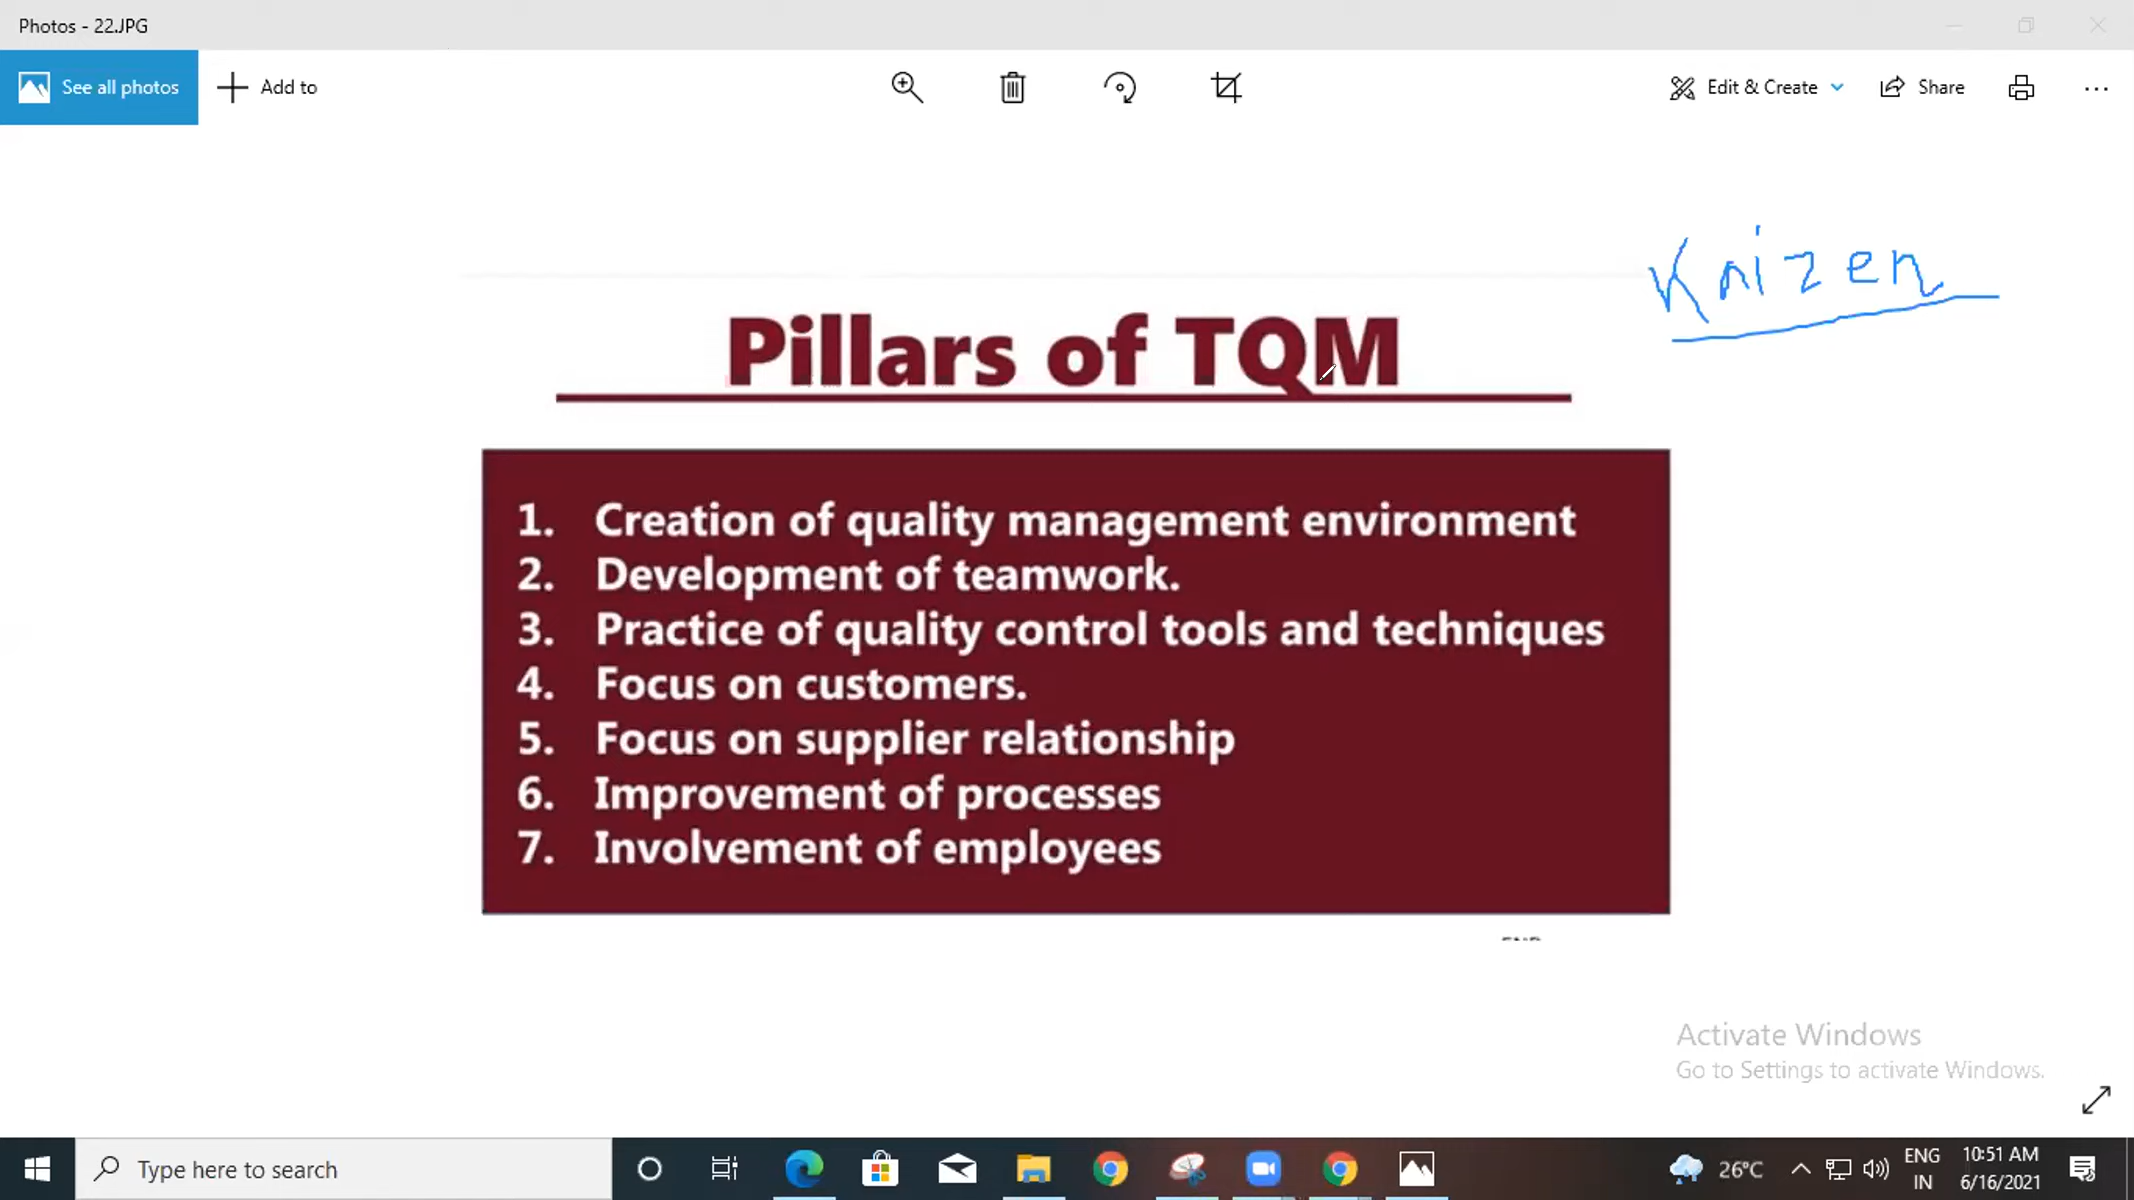 Photos - 22.JPG
See all photos
Add to
Edit & Create
Share
Kaizen
Pillars of TQM
1. Creation of quality management environment
2. Development of teamwork.
3. Practice of quality control tools and techniques
4. Focus on customers.
5. Focus on supplier relationship
6. Improvement of processes
7. Involvement of employees
Activate Windows
Go to Settings to activate Windows.
Type here to search
26°C
ENG
IN
10:51 AM
6/16/2021